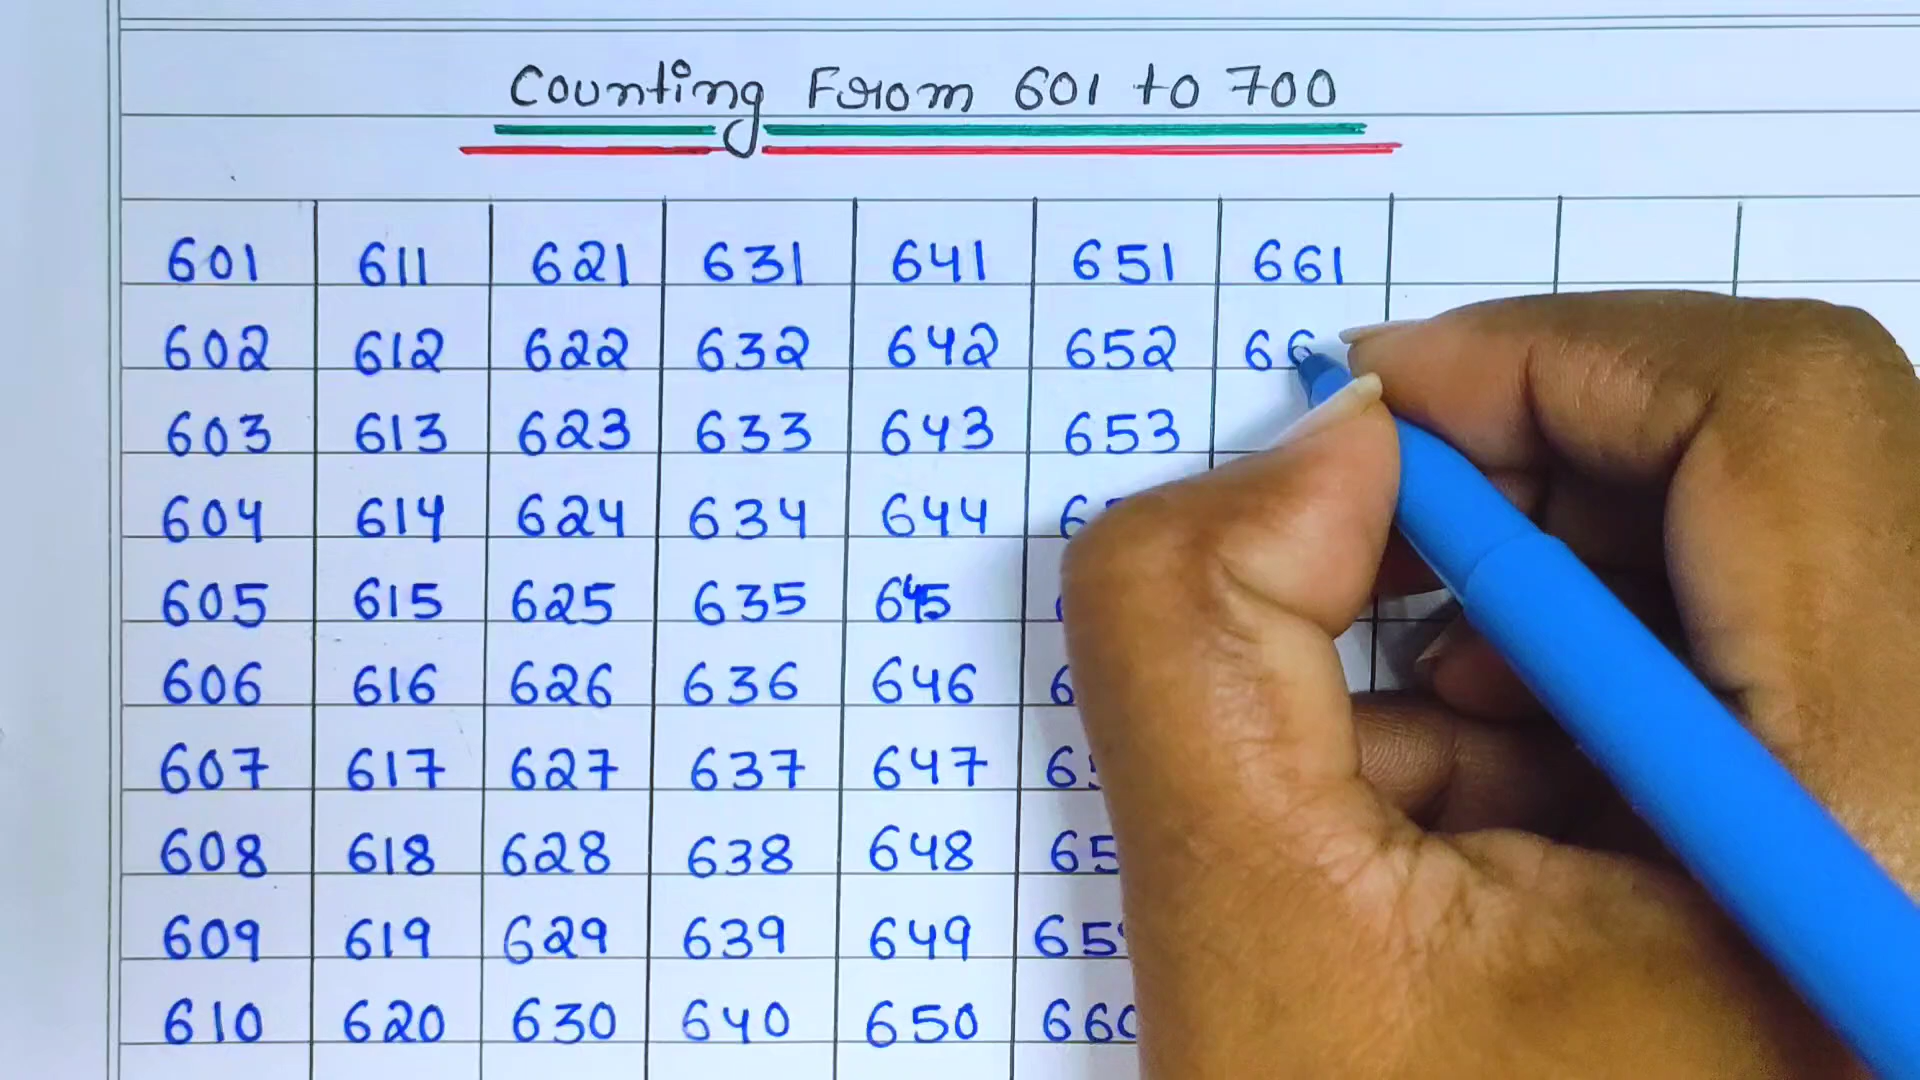 Counting From 601 to 700
601 611 621 631 641 651 661
602 612 622 632 642 652 66
603 613 623 633 643 653
604 614 624 634 644
605 615 625 635 645
606 616 626 636 646
607 617 627 637 647
608 618 628 638 648
609 619 629 639 649
610 620 630 640 650 660